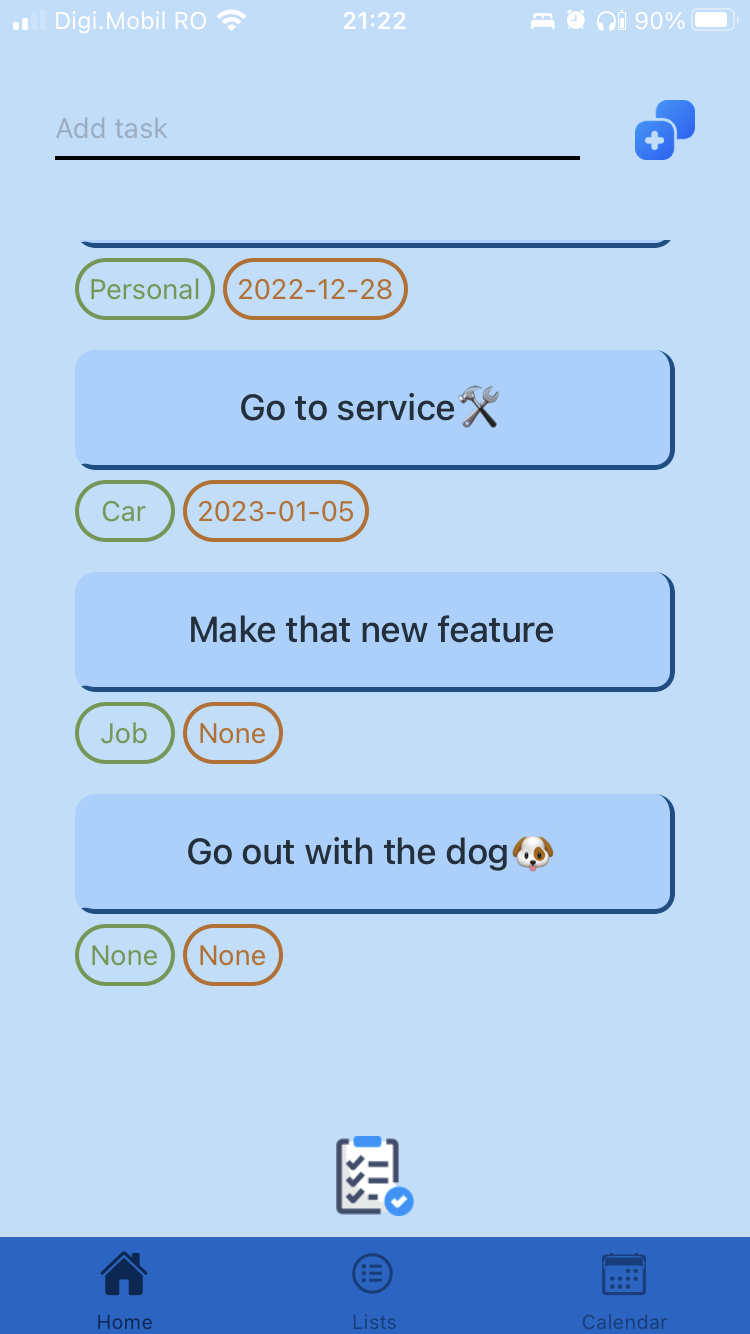 Digi.Mobil RO 21:22 90%
Add task
Personal 2022-12-28
Go to service🛠️
Car 2023-01-05
Make that new feature
Job None
Go out with the dog🐶
None None
Home Lists Calendar